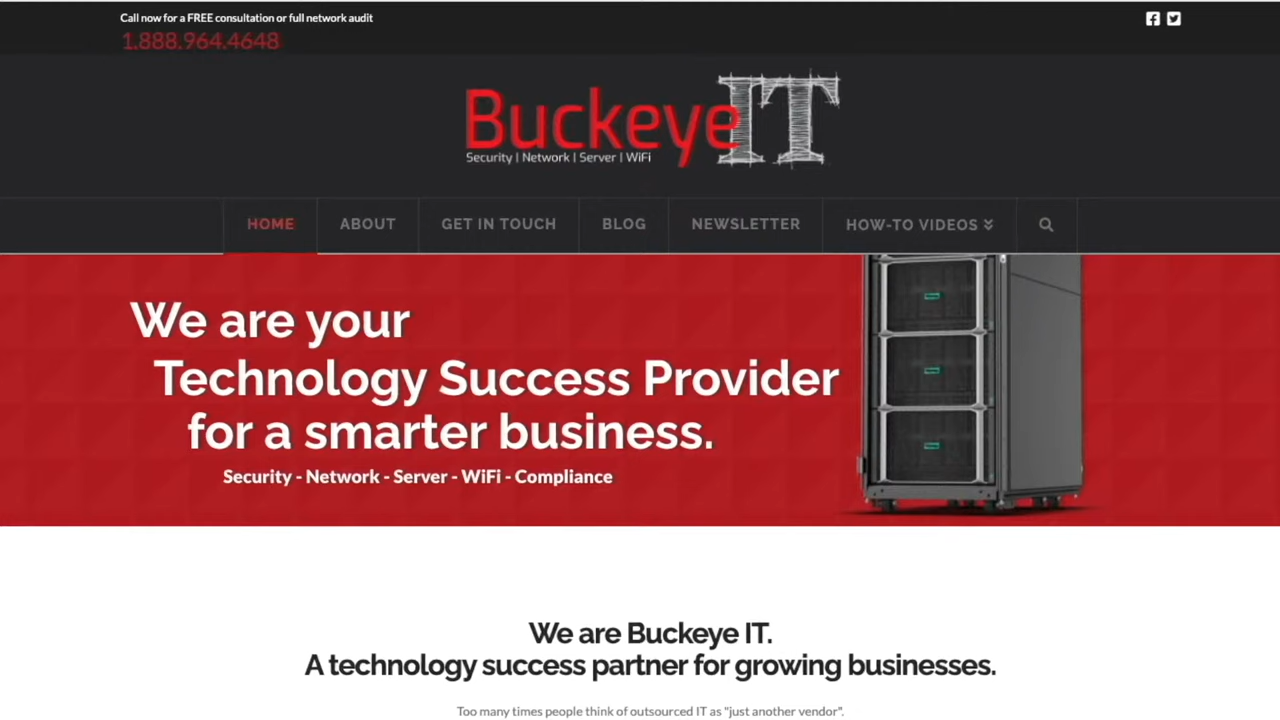 Call now for a FREE consultation or full network audit
1.888.964.4648
BuckeyeIT
Security | Network | Server | WiFi
HOME
ABOUT
GET IN TOUCH
BLOG
NEWSLETTER
HOW-TO VIDEOS
We are your
Technology Success Provider
for a smarter business.
Security - Network - Server - WiFi - Compliance
We are Buckeye IT.
A technology success partner for growing businesses.
Too many times people think of outsourced IT as "just another vendor".